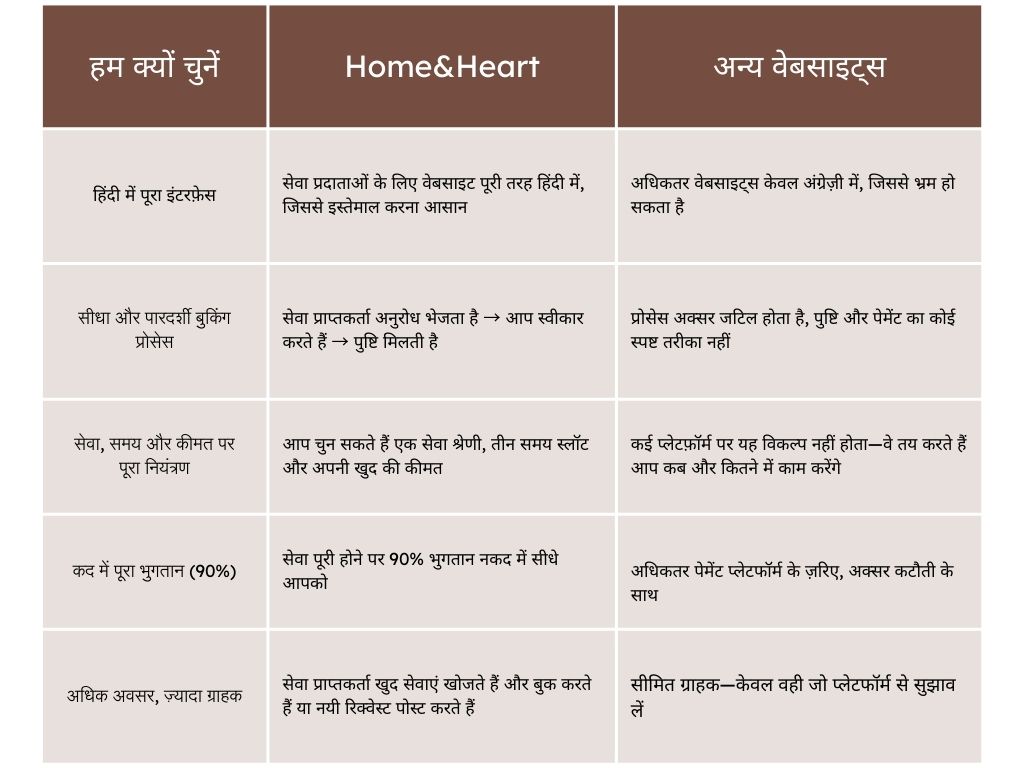 हम क्यों चुनें
Home&Heart
अन्य वेबसाइट्स
हिंदी में पूरा इंटरफ़ेस
सेवा प्रदाताओं के लिए वेबसाइट पूरी तरह हिंदी में,
जिससे इस्तेमाल करना आसान
अधिकतर वेबसाइट्स केवल अंग्रेज़ी में, जिससे भ्रम हो
सकता है
सीधा और पारदर्शी बुकिंग
प्रोसेस
सेवा प्राप्तकर्ता अनुरोध भेजता है → आप स्वीकार
करते हैं → पुष्टि मिलती है
प्रोसेस अक्सर जटिल होता है, पुष्टि और पेमेंट का कोई
स्पष्ट तरीका नहीं
सेवा, समय और कीमत पर
पूरा नियंत्रण
आप चुन सकते हैं एक सेवा श्रेणी, तीन समय स्लॉट
और अपनी खुद की कीमत
कई प्लेटफ़ॉर्म पर यह विकल्प नहीं होता—वे तय करते हैं
आप कब और कितने में काम करेंगे
कद में पूरा भुगतान (90%)
सेवा पूरी होने पर 90% भुगतान नकद में सीधे
आपको
अधिकतर पेमेंट प्लेटफॉर्म के ज़रिए, अक्सर कटौती के
साथ
अधिक अवसर, ज़्यादा ग्राहक
सेवा प्राप्तकर्ता खुद सेवाएं खोजते हैं और बुक करते
हैं या नयी रिक्वेस्ट पोस्ट करते हैं
सीमित ग्राहक—केवल वही जो प्लेटफॉर्म से सुझाव
लें